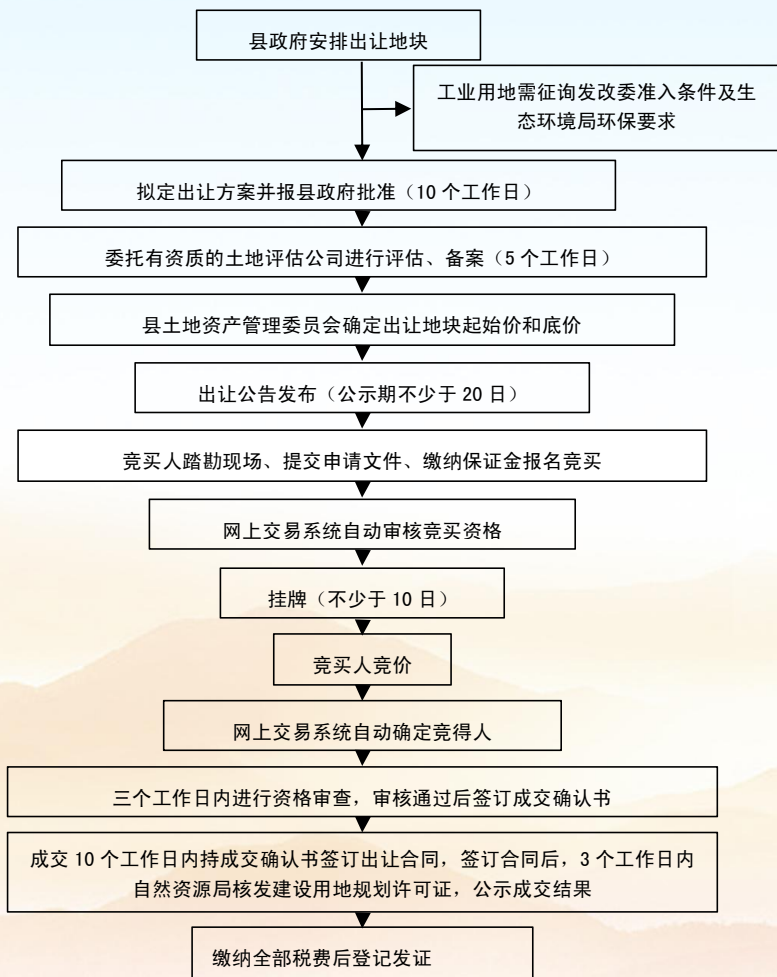 县政府安排出让地块
工业用地需征询发改委准入条件及生
态环境局环保要求
拟定出让方案并报县政府批准（10 个工作日）
委托有资质的土地评估公司进行评估、备案（5 个工作日）
县土地资产管理委员会确定出让地块起始价和底价
出让公告发布（公示期不少于 20 日）
竞买人踏勘现场、提交申请文件、缴纳保证金报名竞买
网上交易系统自动审核竞买资格
挂牌（不少于 10 日）
竞买人竞价
网上交易系统自动确定竞得人
三个工作日内进行资格审查，审核通过后签订成交确认书
成交 10 个工作日内持成交确认书签订出让合同，签订合同后，3 个工作日内
自然资源局核发建设用地规划许可证，公示成交结果
缴纳全部税费后登记发证